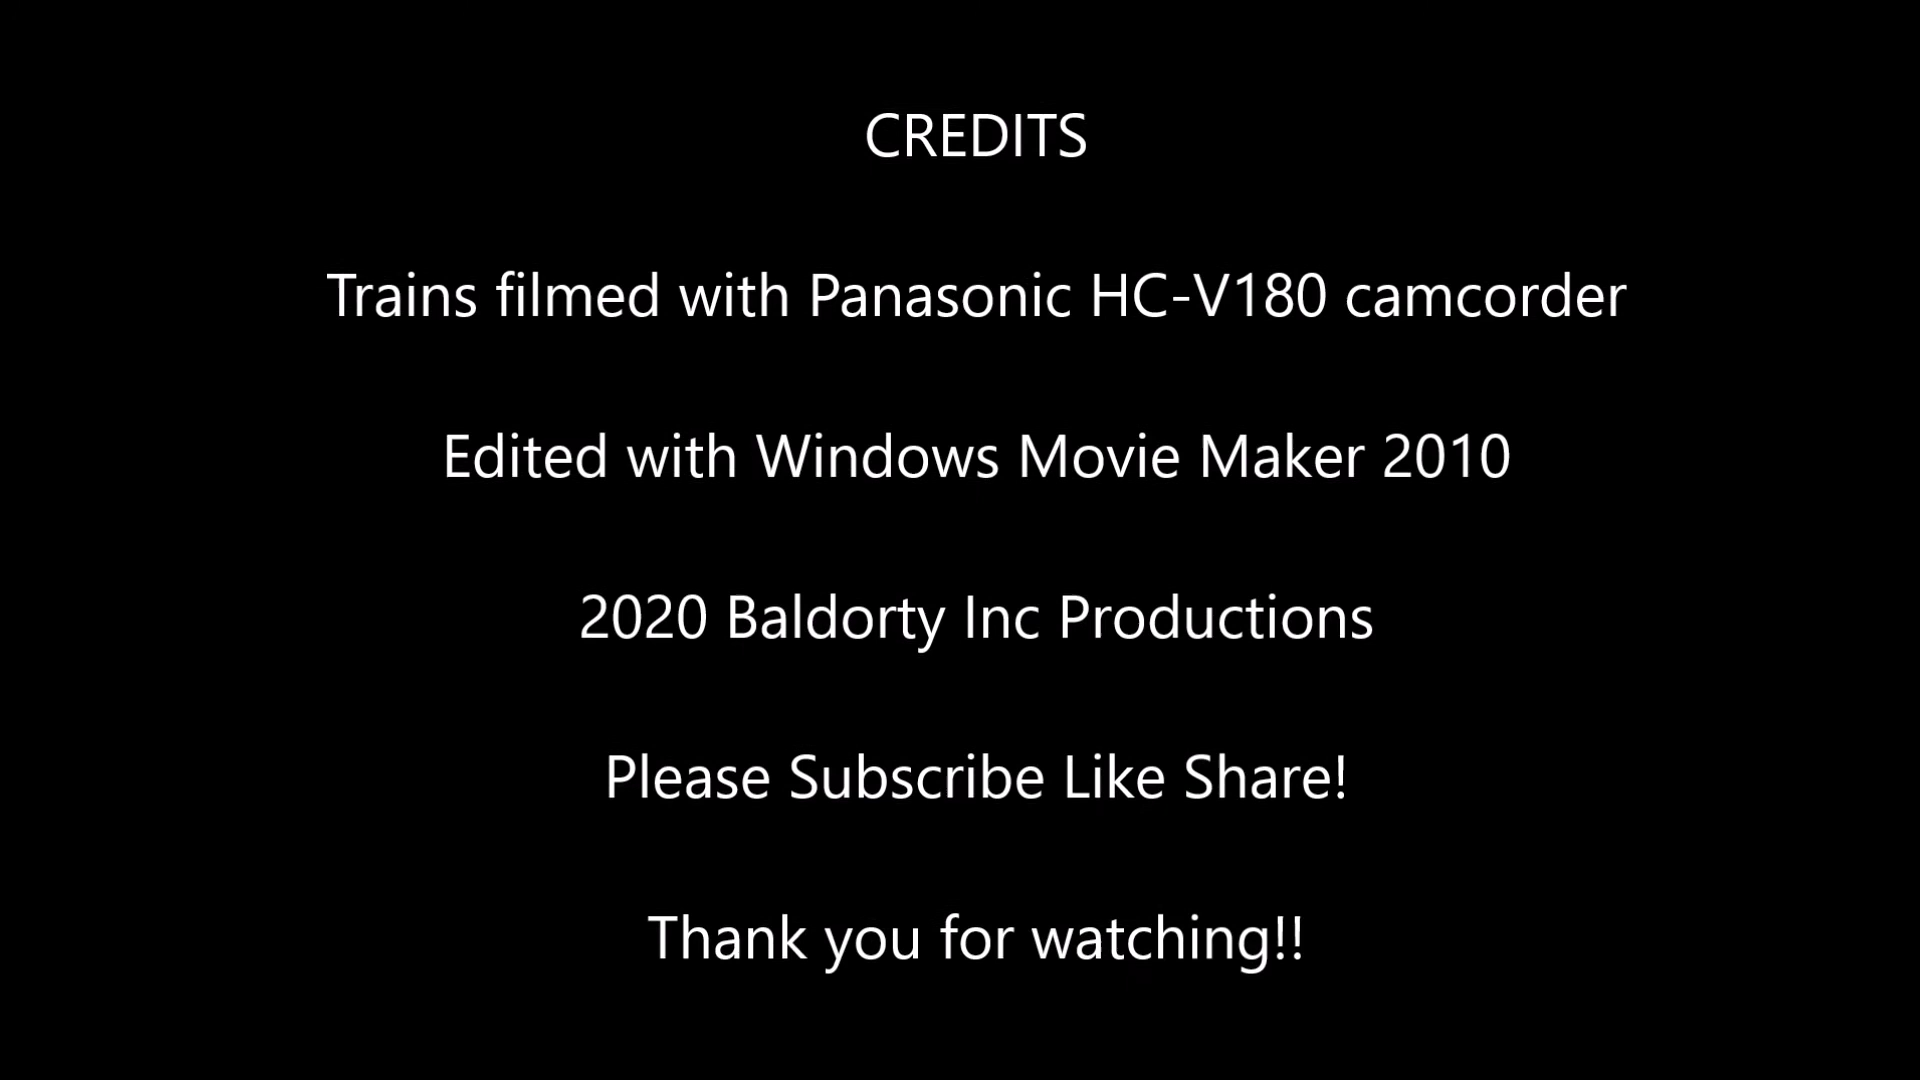 CREDITS
Trains filmed with Panasonic HC-V180 camcorder
Edited with Windows Movie Maker 2010
2020 Baldorty Inc Productions
Please Subscribe Like Share!
Thank you for watching!!